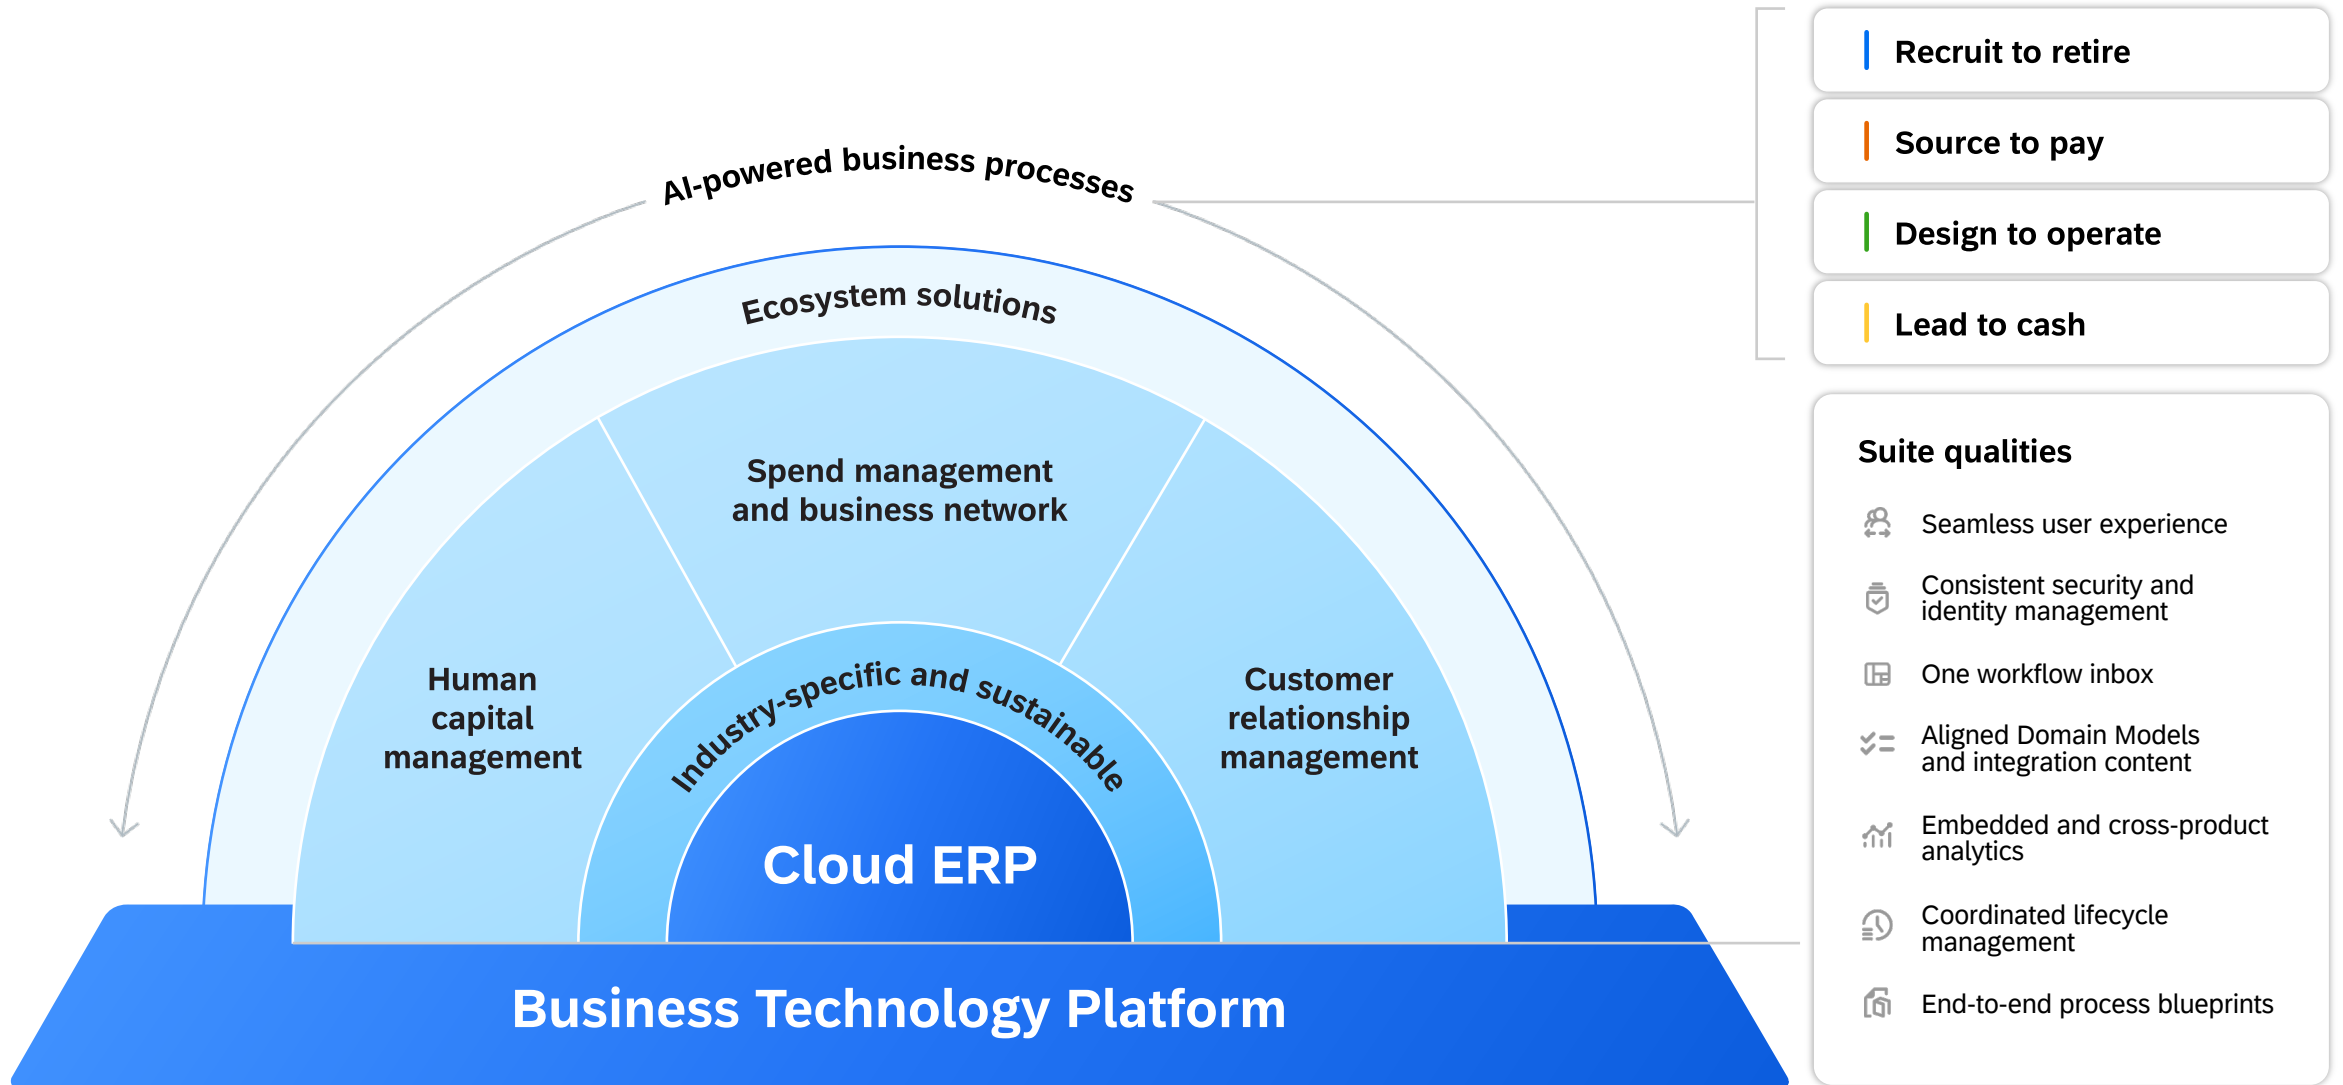 AI-powered business processes
Ecosystem solutions
Spend management
and business network
Human
capital
management
Industry-specific and sustainable
Customer
relationship
management
Cloud ERP
Business Technology Platform
Recruit to retire
Source to pay
Design to operate
Lead to cash
Suite qualities
Seamless user experience
Consistent security and
identity management
One workflow inbox
Aligned Domain Models
and integration content
Embedded and cross-product
analytics
Coordinated lifecycle
management
End-to-end process blueprints